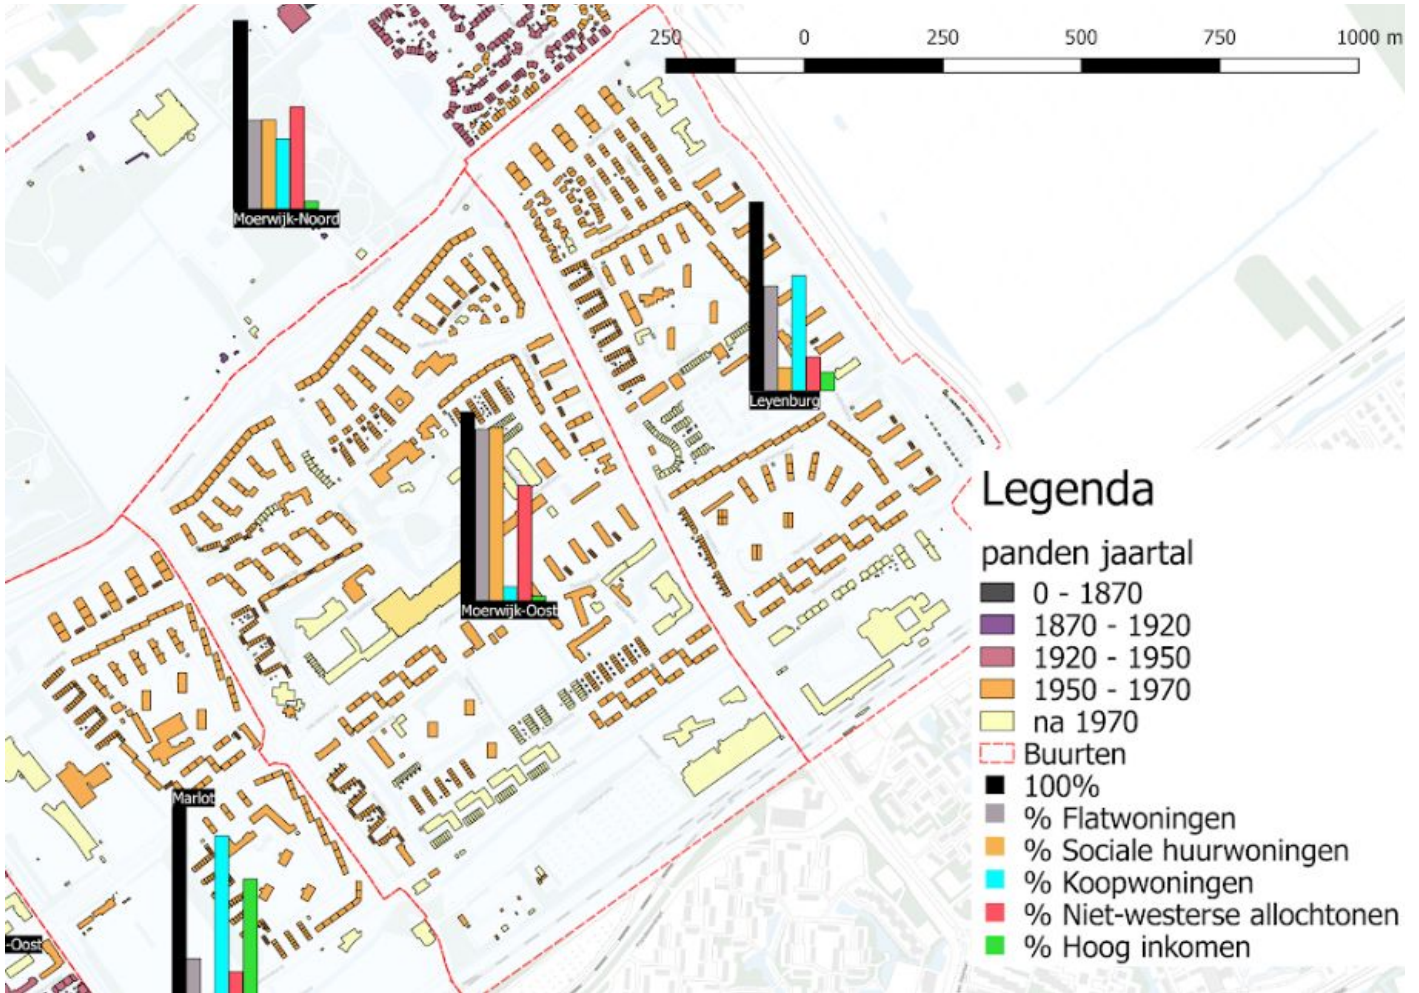 250 0 250 500 750 1000 m
Moerwijk-Noord
Leyenburg
Moerwijk-Oost
Marlot
-Oost
Legenda
panden jaartal
0 - 1870
1870 - 1920
1920 - 1950
1950 - 1970
na 1970
Buurten
100%
% Flatwoningen
% Sociale huurwoningen
% Koopwoningen
% Niet-westerse allochtonen
% Hoog inkomen